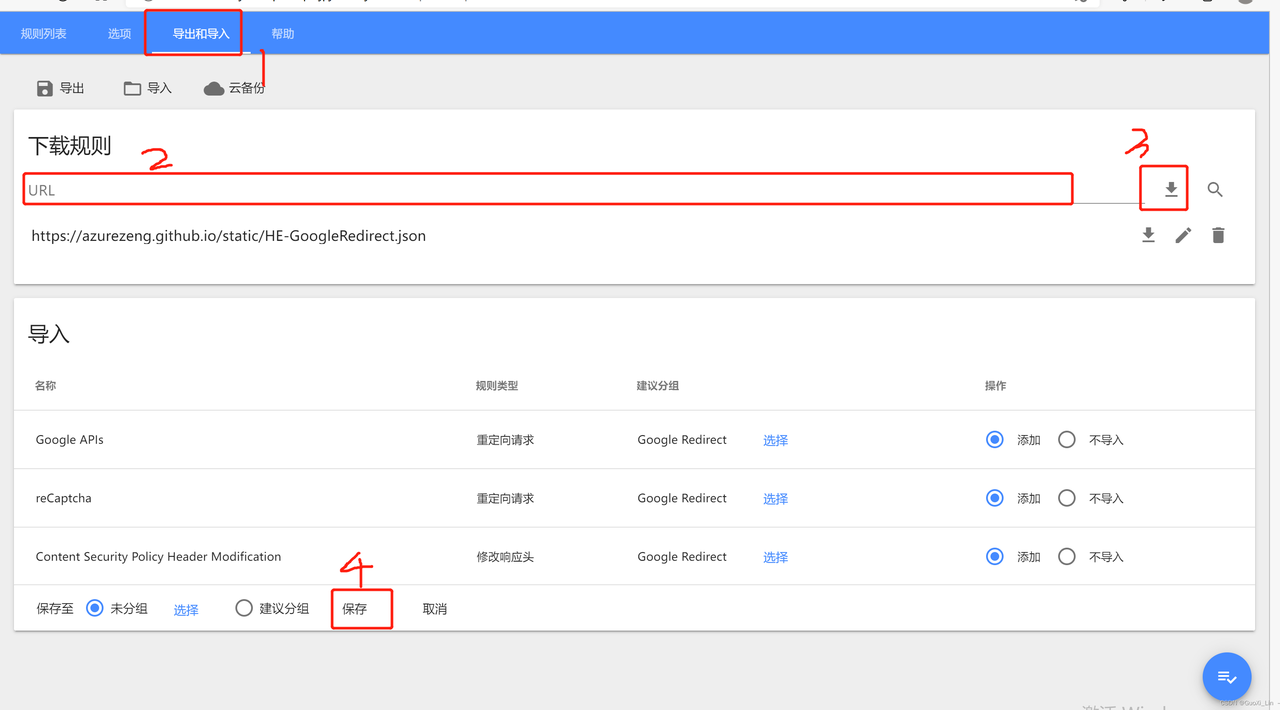 规则列表 选项 导出和导入 帮助
1
导出 导入 云备份
下载规则
2
3
URL
https://azurezeng.github.io/static/HE-GoogleRedirect.json
导入
名称 规则类型 建议分组 操作
Google APIs 重定向请求 Google Redirect 选择 添加 不导入
reCaptcha 重定向请求 Google Redirect 选择 添加 不导入
Content Security Policy Header Modification 修改响应头 Google Redirect 选择 添加 不导入
4
保存至 未分组 选择 建议分组 保存 取消